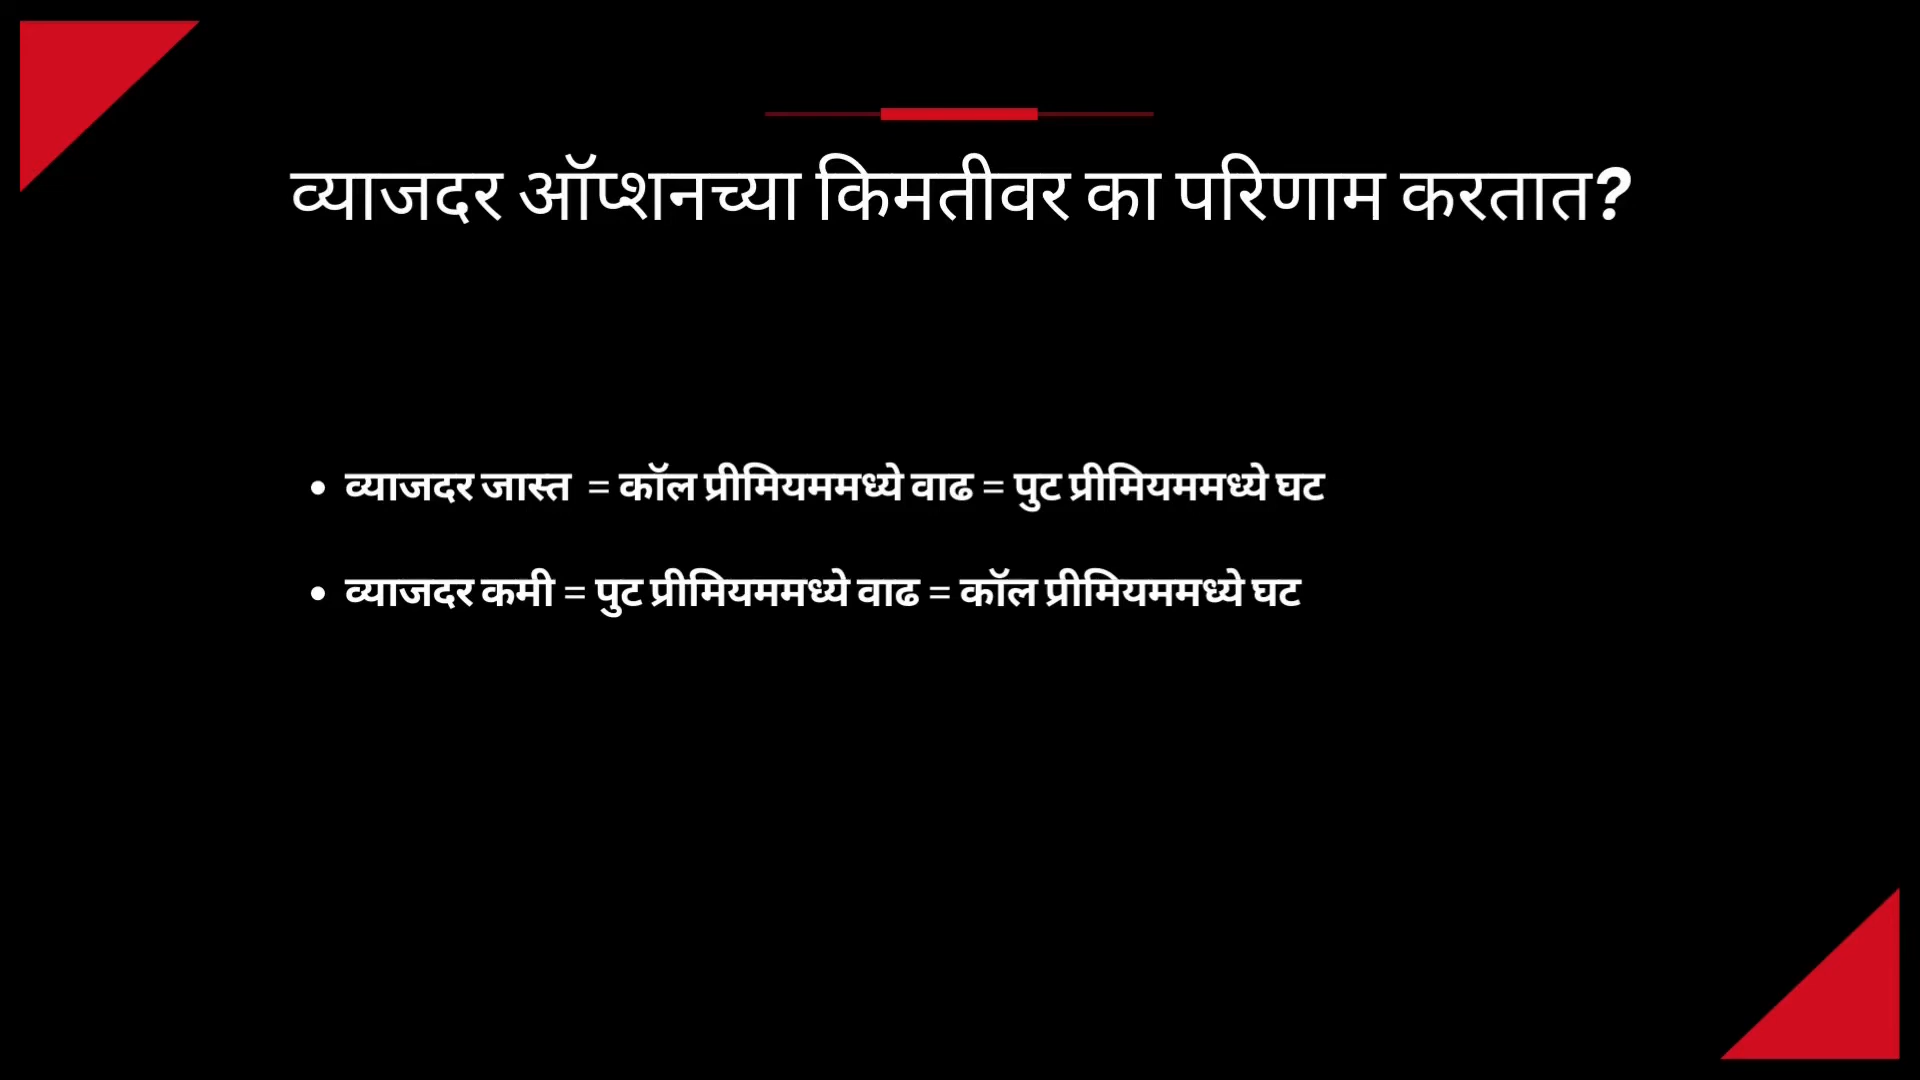 व्याजदर ऑप्शनच्या किमतीवर का परिणाम करतात?
• व्याजदर जास्त = कॉल प्रीमियममध्ये वाढ = पुट प्रीमियममध्ये घट
• व्याजदर कमी = पुट प्रीमियममध्ये वाढ = कॉल प्रीमियममध्ये घट